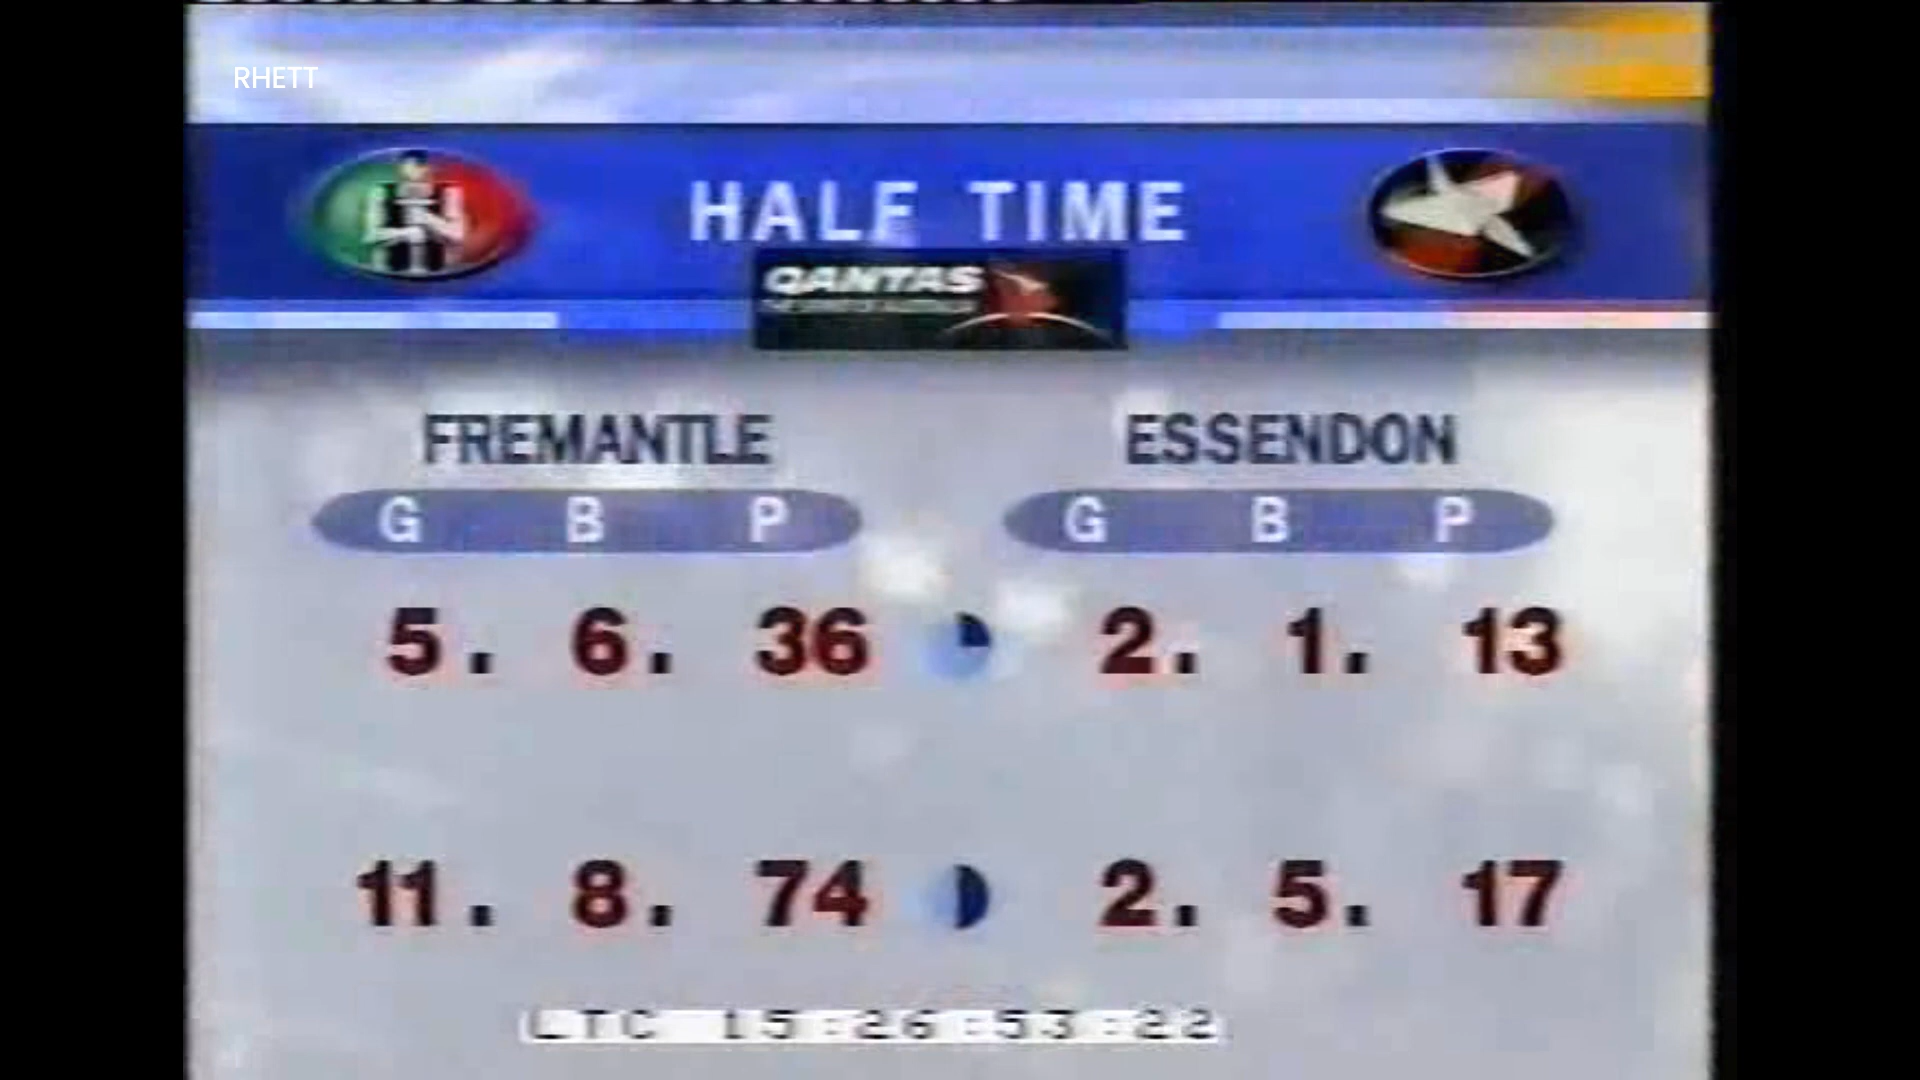 RHETT
HALF TIME
QANTAS
FREMANTLE ESSENDON
G B P G B P
5. 6. 36 2. 1. 13
11. 8. 74 2. 5. 17
LTC 15:26:53:22